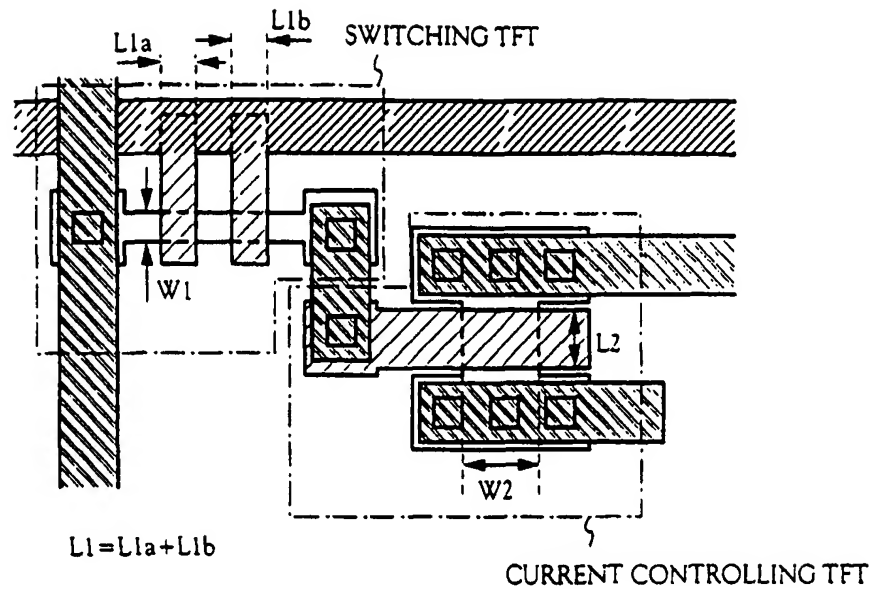 L1b
L1a
SWITCHING TFT
W1
L2
W2
L1=L1a+L1b
CURRENT CONTROLLING TFT